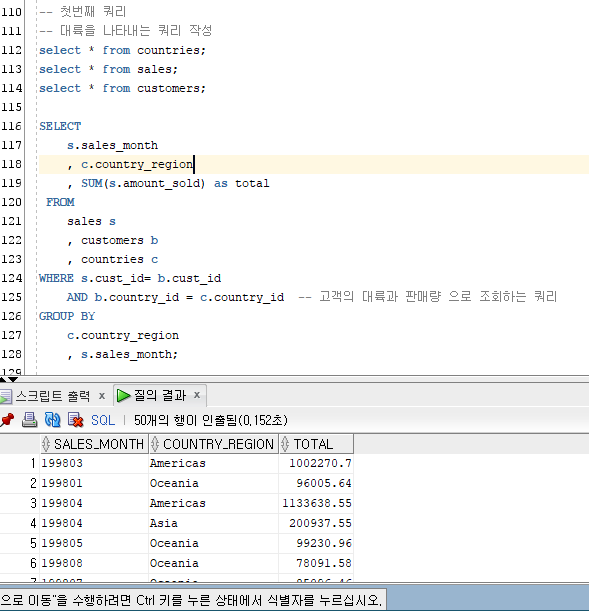 110 -- 첫번째 쿼리
111 -- 대륙을 나타내는 쿼리 작성
112 select * from countries;
113 select * from sales;
114 select * from customers;
115
116 SELECT
117 s.sales_month
118 , c.country_region
119 , SUM(s.amount_sold) as total
120 FROM
121 sales s
122 , customers b
123 , countries c
124 WHERE s.cust_id= b.cust_id
125 AND b.country_id = c.country_id -- 고객의 대륙과 판매량 으로 조회하는 쿼리
126 GROUP BY
127 c.country_region
128 , s.sales_month;
129
스크립트 출력 x 질의 결과 x
SQL | 50개의 행이 인출됨(0,152초)
SALES_MONTH COUNTRY_REGION TOTAL
1 199803 Americas 1002270.7
2 199801 Oceania 96005.64
3 199804 Americas 1133638.55
4 199804 Asia 200937.55
5 199805 Oceania 99230.96
6 199808 Oceania 78091.58
으로 이동"을 수행하려면 Ctrl 키를 누른 상태에서 식별자를 누르십시오.